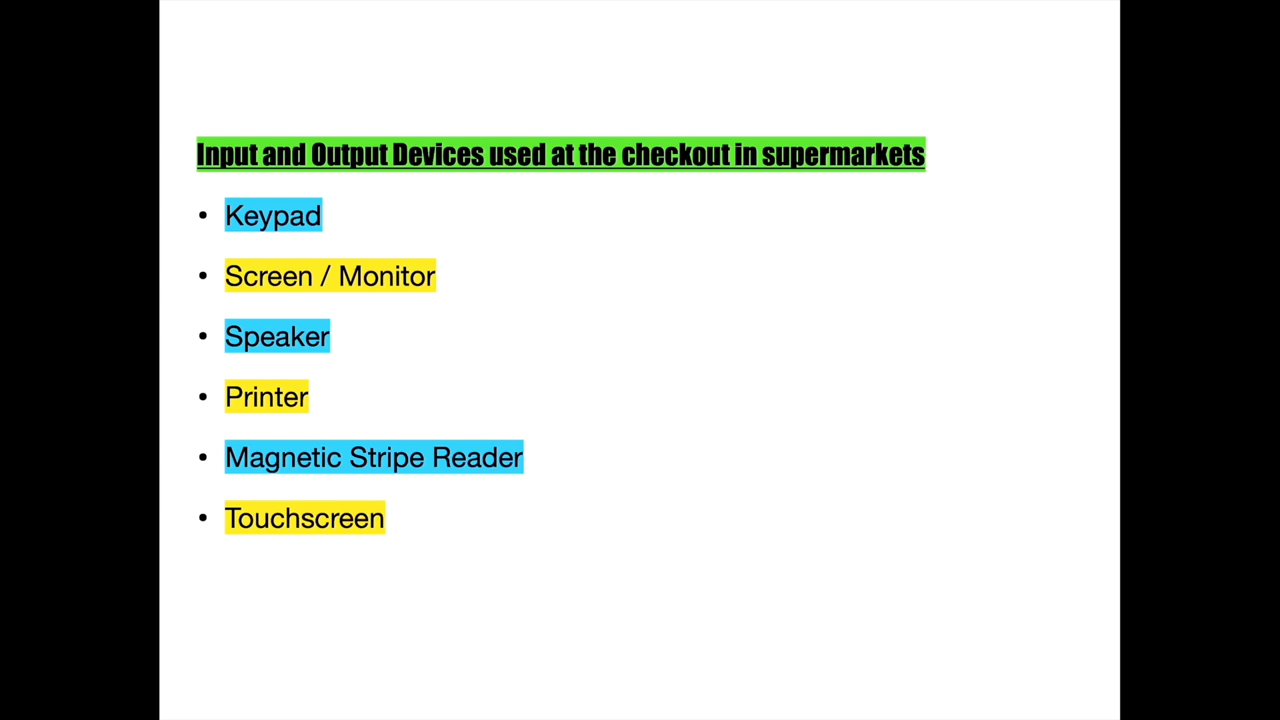 Input and Output Devices used at the checkout in supermarkets
• Keypad
• Screen / Monitor
• Speaker
• Printer
• Magnetic Stripe Reader
• Touchscreen